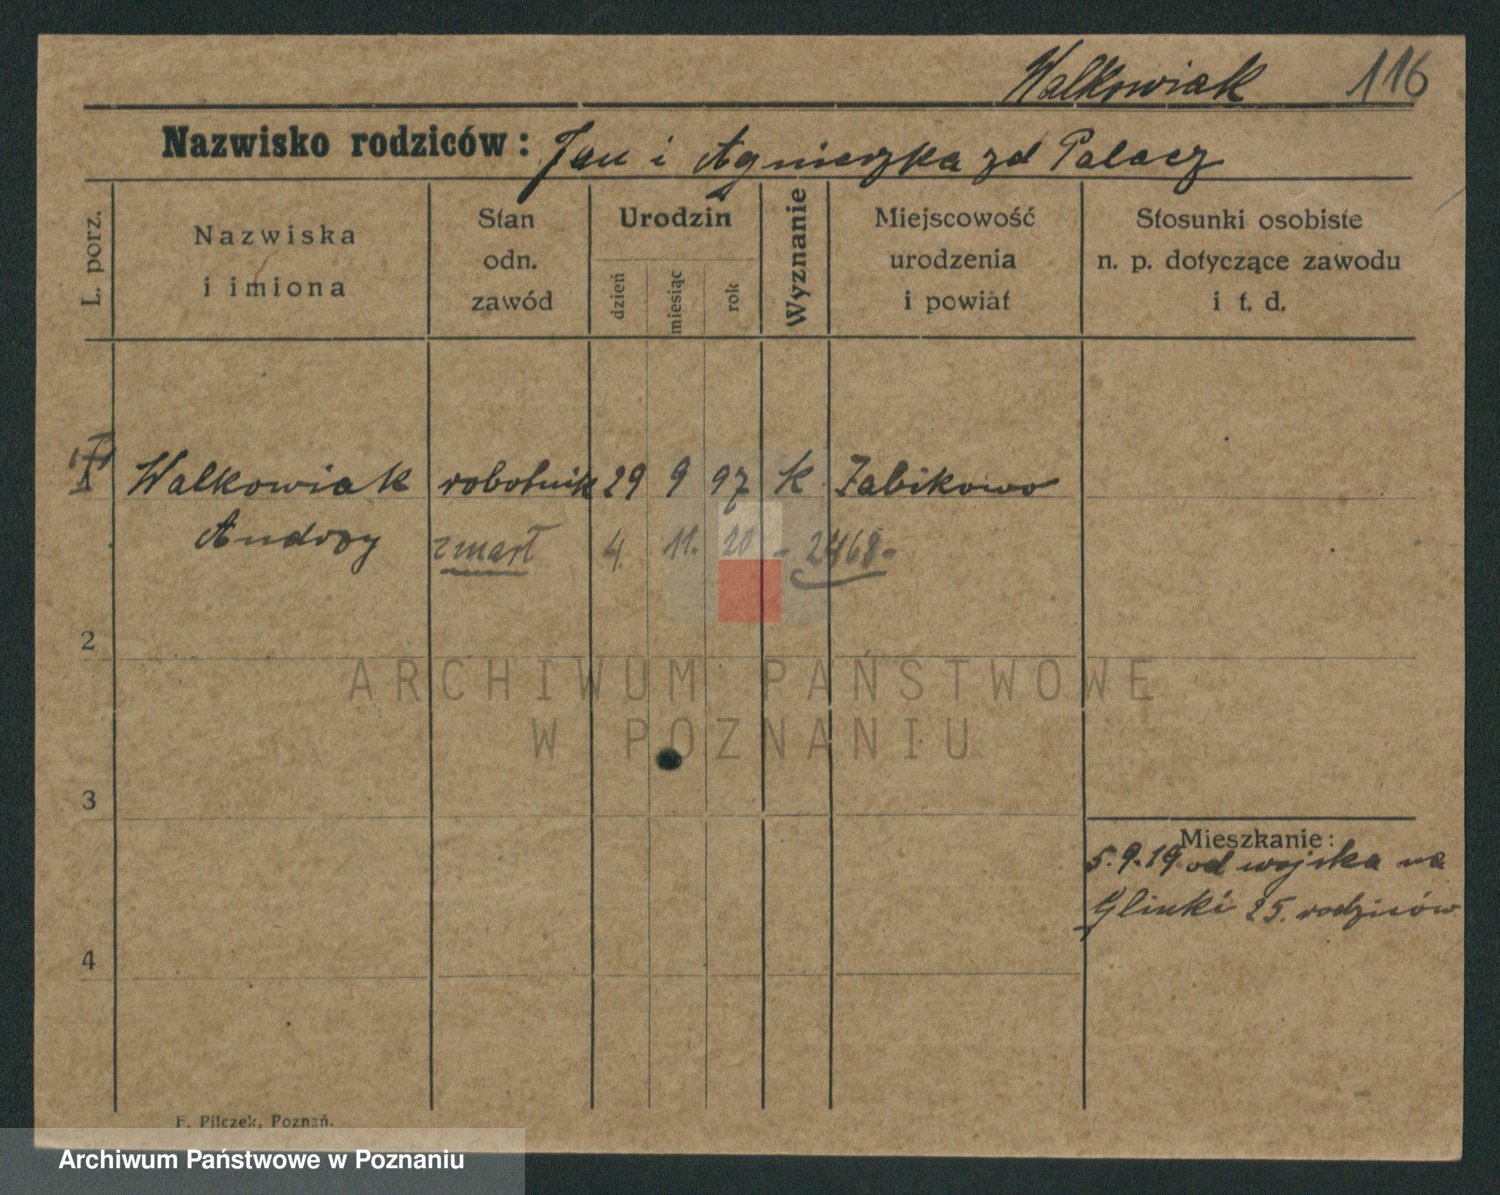 Walkowiak 116
Nazwisko rodziców: Jan i Agnieszka zd Palacz
L. porz.
Nazwiska
i imiona
Stan
odn.
zawód
Urodzin
dzień
miesiąc
rok
Wyznanie
Miejscowość
urodzenia
i powiat
Stosunki osobiste
n. p. dotyczące zawodu
i t. d.
Walkowiak robotnik 29 9 97 k Żabikowo
Andrzy zmarł 4. 11. 20 - 2468 -
2
ARCHIWUM PAŃSTWOWE
W POZNANIU
3
Mieszkanie:
5.9.19 od wojska na
Glinki 25. rodziców
4
F. Pilczek, Poznań.
Archiwum Państwowe w Poznaniu